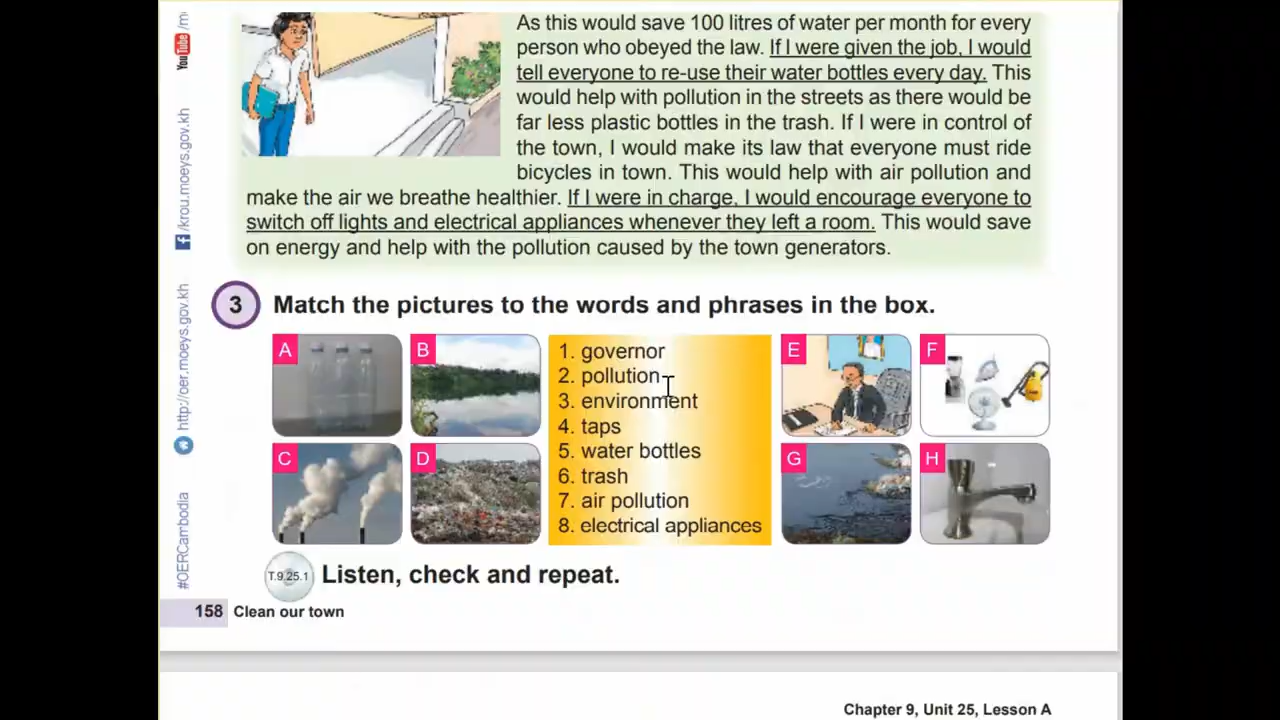 As this would save 100 litres of water per month for every
person who obeyed the law. If I were given the job, I would
tell everyone to re-use their water bottles every day. This
would help with pollution in the streets as there would be
far less plastic bottles in the trash. If I were in control of
the town, I would make its law that everyone must ride
bicycles in town. This would help with air pollution and
make the air we breathe healthier. If I were in charge, I would encourage everyone to
switch off lights and electrical appliances whenever they left a room. This would save
on energy and help with the pollution caused by the town generators.
YouTube /m
/krou.moeys.gov.kh
http://oer.moeys.gov.kh
#OERCambodia
3 Match the pictures to the words and phrases in the box.
A
B
C
D
1. governor
2. pollution
3. environment
4. taps
5. water bottles
6. trash
7. air pollution
8. electrical appliances
E
F
G
H
T.9.25.1 Listen, check and repeat.
158 Clean our town
Chapter 9, Unit 25, Lesson A